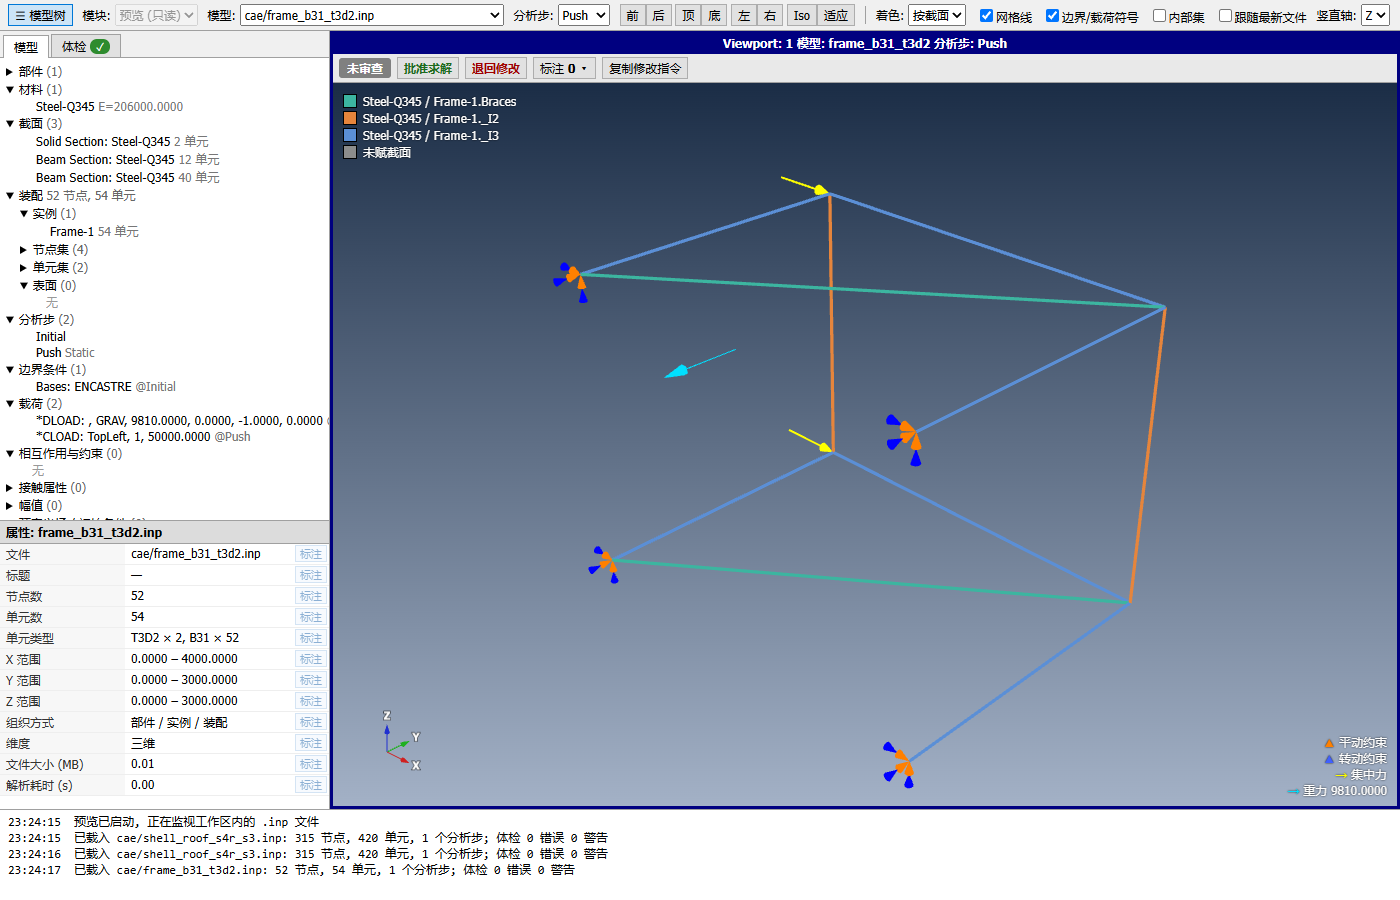 ☰ 模型树 模块: 预览 (只读) 模型: cae/frame_b31_t3d2.inp 分析步: Push 前 后 顶 底 左 右 Iso 适应 着色: 按截面 网格线 边界/载荷符号 内部集 跟随最新文件 竖直轴: Z
模型 体检 ✓
部件 (1)
材料 (1)
Steel-Q345 E=206000.0000
截面 (3)
Solid Section: Steel-Q345 2 单元
Beam Section: Steel-Q345 12 单元
Beam Section: Steel-Q345 40 单元
装配 52 节点, 54 单元
实例 (1)
Frame-1 54 单元
节点集 (4)
单元集 (2)
表面 (0)
无
分析步 (2)
Initial
Push Static
边界条件 (1)
Bases: ENCASTRE @Initial
载荷 (2)
*DLOAD: , GRAV, 9810.0000, 0.0000, -1.0000, 0.0000
*CLOAD: TopLeft, 1, 50000.0000 @Push
相互作用与约束 (0)
无
接触属性 (0)
幅值 (0)
属性: frame_b31_t3d2.inp
文件 cae/frame_b31_t3d2.inp 标注
标题 — 标注
节点数 52 标注
单元数 54 标注
单元类型 T3D2 × 2, B31 × 52 标注
X 范围 0.0000 – 4000.0000 标注
Y 范围 0.0000 – 3000.0000 标注
Z 范围 0.0000 – 3000.0000 标注
组织方式 部件 / 实例 / 装配 标注
维度 三维 标注
文件大小 (MB) 0.01 标注
解析耗时 (s) 0.00 标注
Viewport: 1 模型: frame_b31_t3d2 分析步: Push
未审查 批准求解 退回修改 标注 0 复制修改指令
Steel-Q345 / Frame-1.Braces
Steel-Q345 / Frame-1._I2
Steel-Q345 / Frame-1._I3
未赋截面
Z
Y
X
平动约束
转动约束
→ 集中力
⇒ 重力 9810.0000
23:24:15 预览已启动, 正在监视工作区内的 .inp 文件
23:24:15 已载入 cae/shell_roof_s4r_s3.inp: 315 节点, 420 单元, 1 个分析步; 体检 0 错误 0 警告
23:24:16 已载入 cae/shell_roof_s4r_s3.inp: 315 节点, 420 单元, 1 个分析步; 体检 0 错误 0 警告
23:24:17 已载入 cae/frame_b31_t3d2.inp: 52 节点, 54 单元, 1 个分析步; 体检 0 错误 0 警告